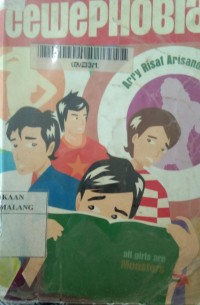 cewePHOBIA
Arry Risaf Arisandi
KAAN
MALANG
all girls are
Monsters